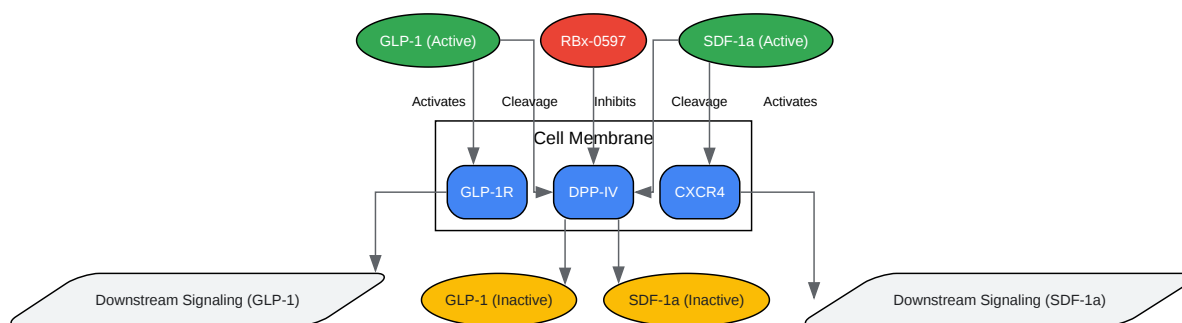 GLP-1 (Active)
RBx-0597
SDF-1a (Active)
Activates
Cleavage
Inhibits
Cleavage
Activates
Cell Membrane
GLP-1R
DPP-IV
CXCR4
Downstream Signaling (GLP-1)
GLP-1 (Inactive)
SDF-1a (Inactive)
Downstream Signaling (SDF-1a)